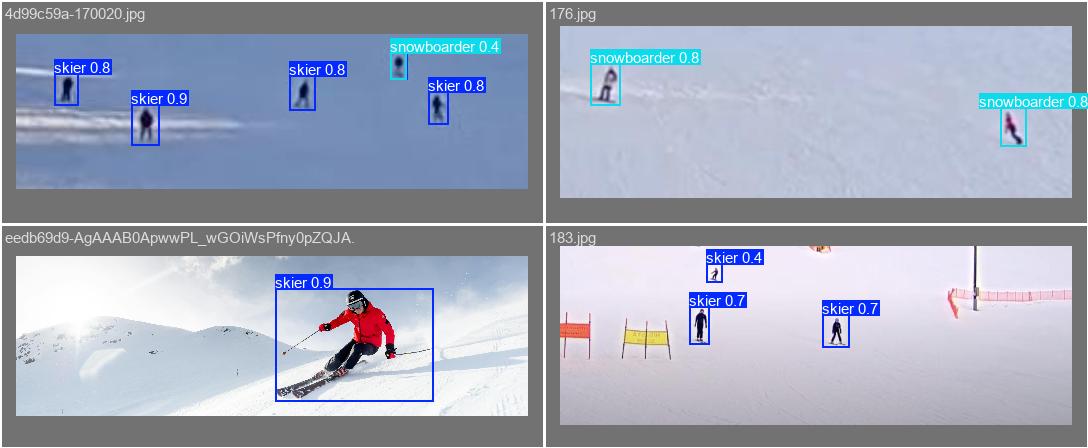 4d99c59a-170020.jpg
skier 0.8
skier 0.9
skier 0.8
snowboarder 0.4
skier 0.8
176.jpg
snowboarder 0.8
snowboarder 0.8
eedb69d9-AgAAAB0ApwwPL_wGOiWsPfny0pZQJA.
skier 0.9
183.jpg
skier 0.4
skier 0.7
skier 0.7